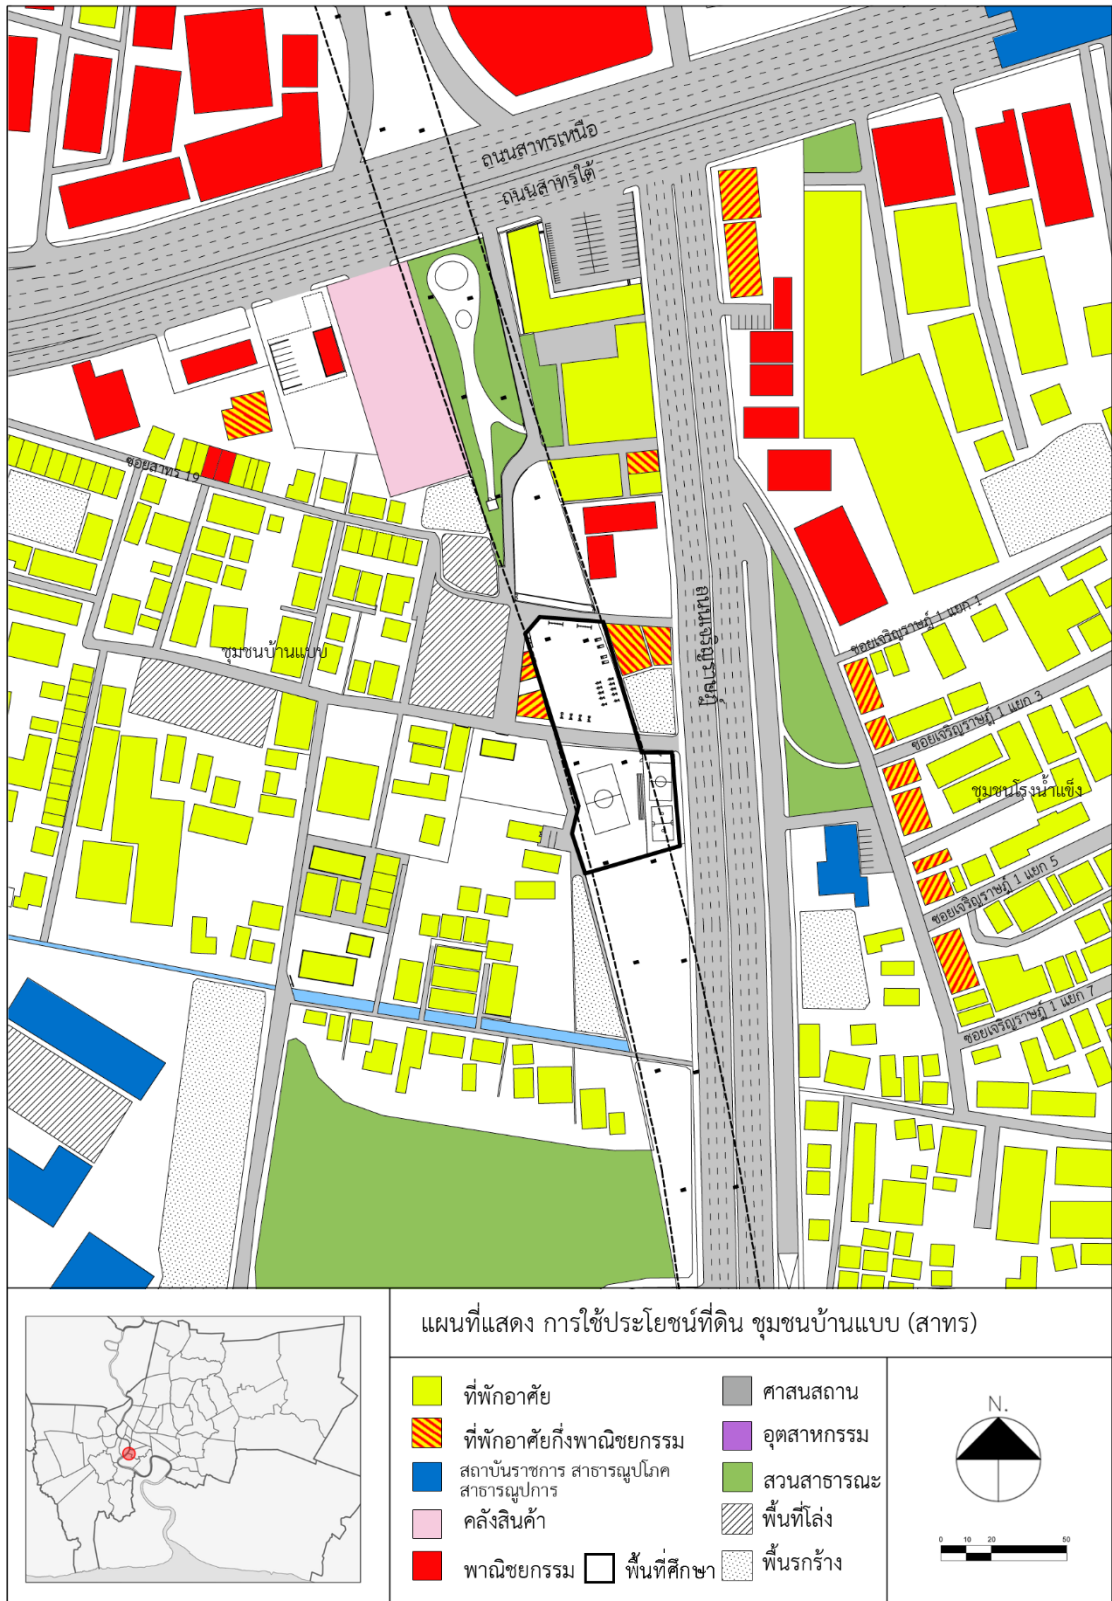 ถนนสาทรเหนือ
ถนนสาทรใต้
ซอยสาทร 19
ถนนเจริญราษฎร์
ชุมชนบ้านแบบ
ซอยเจริญราษฎร์ 1 แยก 1
ซอยเจริญราษฎร์ 1 แยก 3
ชุมชนโรงน้ำแข็ง
ซอยเจริญราษฎร์ 1 แยก 5
ซอยเจริญราษฎร์ 1 แยก 7
แผนที่แสดง การใช้ประโยชน์ที่ดิน ชุมชนบ้านแบบ (สาทร)
ที่พักอาศัย
ที่พักอาศัยกึ่งพาณิชยกรรม
สถาบันราชการ สาธารณูปโภค
สาธารณูปการ
คลังสินค้า
พาณิชยกรรม
พื้นที่ศึกษา
ศาสนสถาน
อุตสาหกรรม
สวนสาธารณะ
พื้นที่โล่ง
พื้นรกร้าง
N.
0 10 20 50